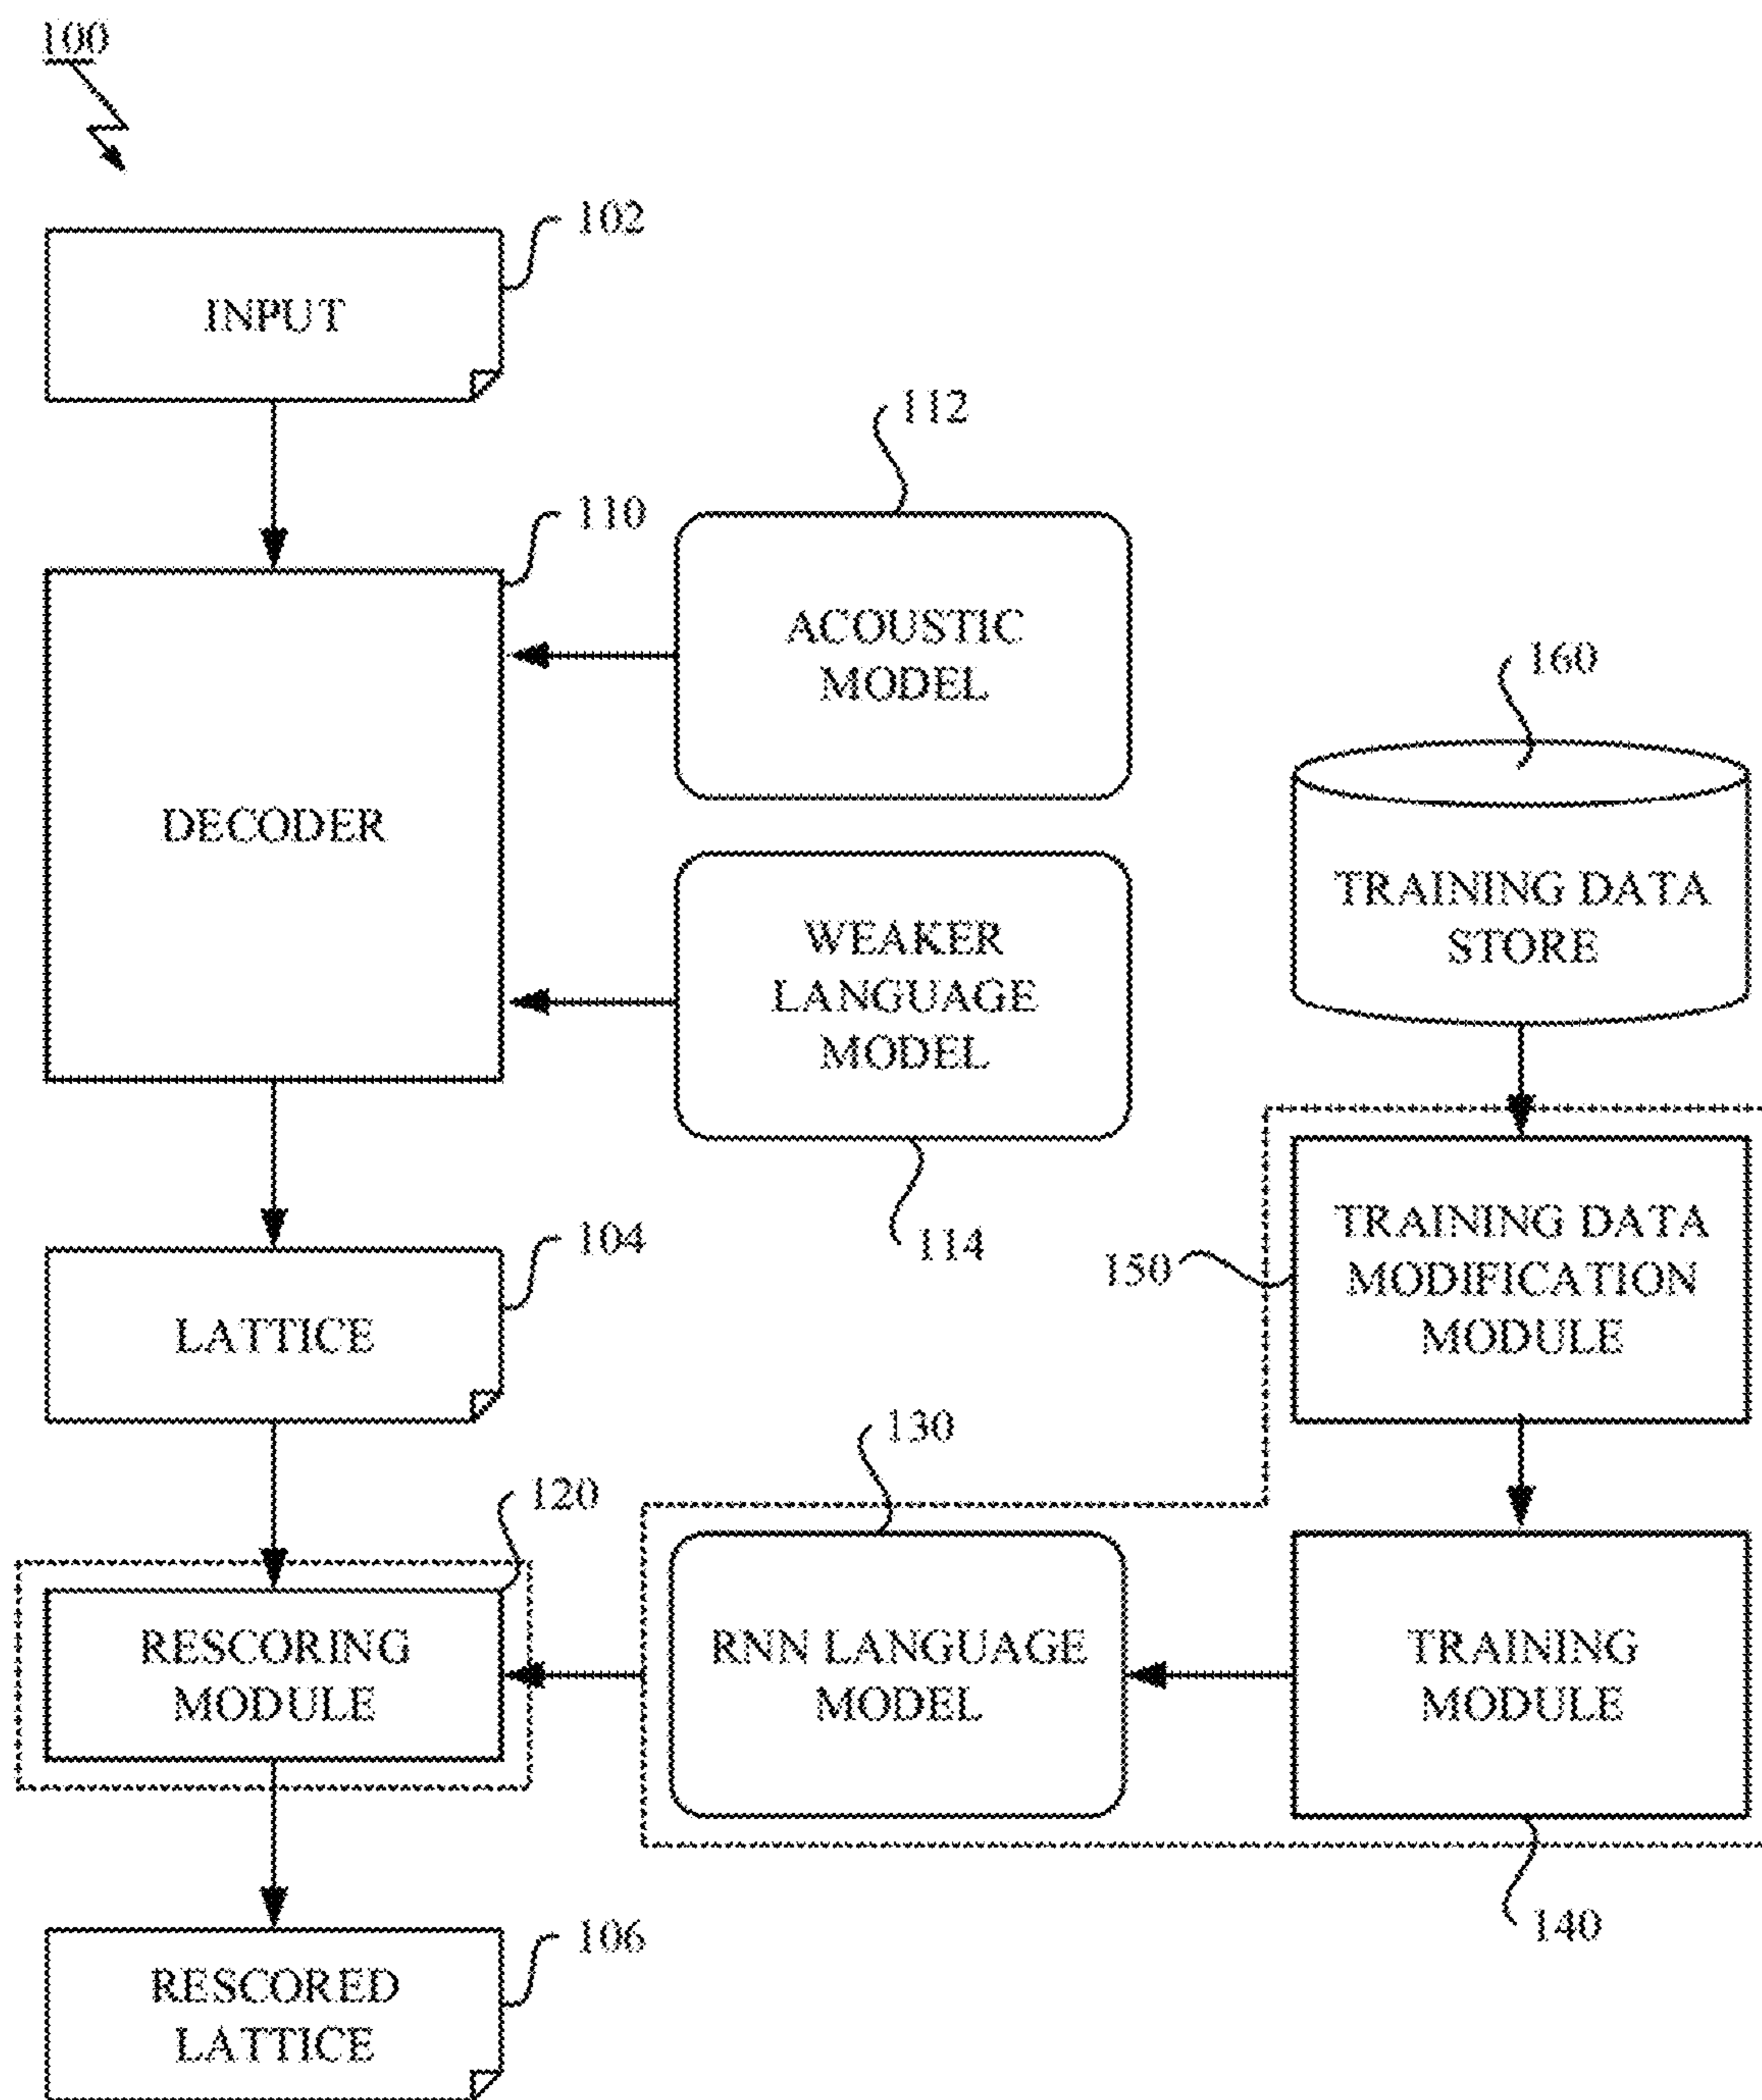 100
102
INPUT
112
110
ACOUSTIC
MODEL
160
DECODER
TRAINING DATA
STORE
WEAKER
LANGUAGE
MODEL
114
104
150
TRAINING DATA
MODIFICATION
MODULE
LATTICE
130
120
RESCORING
MODULE
RNN LANGUAGE
MODEL
TRAINING
MODULE
140
106
RESCORED
LATTICE